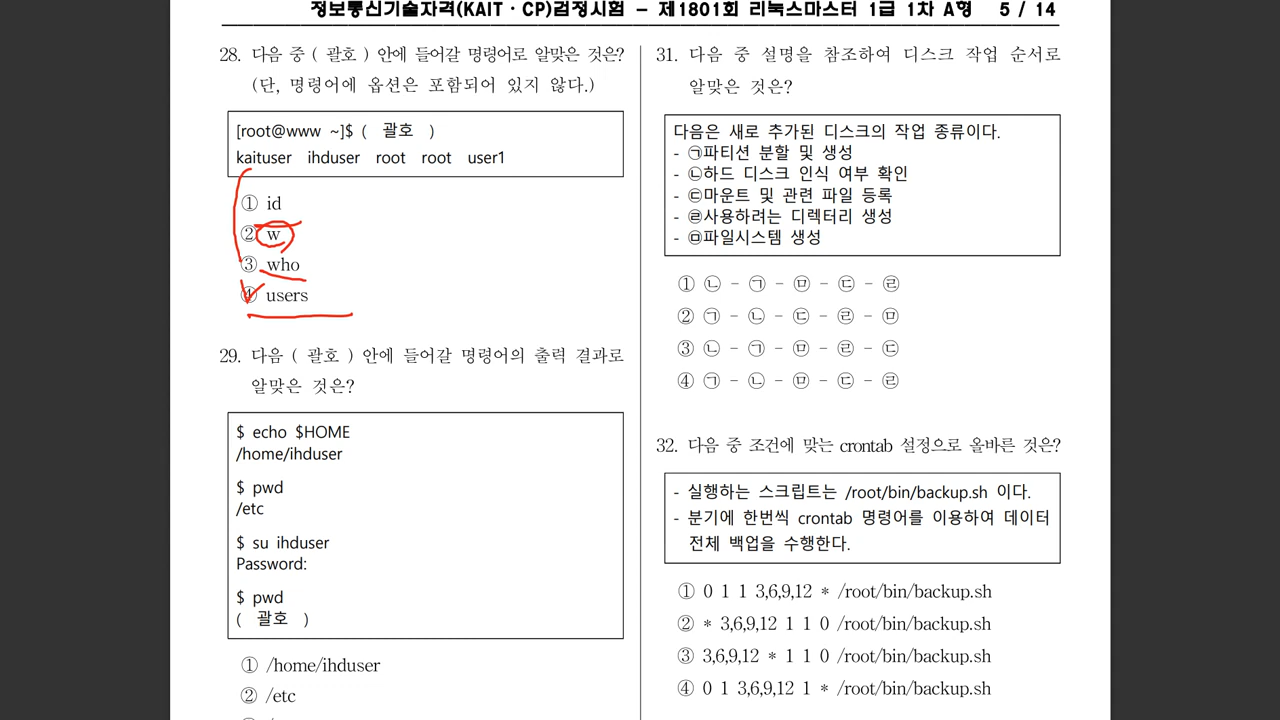 정보통신기술자격(KAIT · CP)검정시험 - 제1801회 리눅스마스터 1급 1차 A형 5 / 14
28. 다음 중 ( 괄호 ) 안에 들어갈 명령어로 알맞은 것은?
(단, 명령어에 옵션은 포함되어 있지 않다.)
[root@www ~]$ ( 괄호 )
kaituser ihduser root root user1
① id
② w
③ who
④ users
29. 다음 ( 괄호 ) 안에 들어갈 명령어의 출력 결과로
알맞은 것은?
$ echo $HOME
/home/ihduser
$ pwd
/etc
$ su ihduser
Password:
$ pwd
( 괄호 )
① /home/ihduser
② /etc
31. 다음 중 설명을 참조하여 디스크 작업 순서로
알맞은 것은?
다음은 새로 추가된 디스크의 작업 종류이다.
- ㉠파티션 분할 및 생성
- ㉡하드 디스크 인식 여부 확인
- ㉢마운트 및 관련 파일 등록
- ㉣사용하려는 디렉터리 생성
- ㉤파일시스템 생성
① ㉡ - ㉠ - ㉤ - ㉢ - ㉣
② ㉠ - ㉡ - ㉢ - ㉣ - ㉤
③ ㉡ - ㉠ - ㉤ - ㉣ - ㉢
④ ㉠ - ㉡ - ㉤ - ㉢ - ㉣
32. 다음 중 조건에 맞는 crontab 설정으로 올바른 것은?
- 실행하는 스크립트는 /root/bin/backup.sh 이다.
- 분기에 한번씩 crontab 명령어를 이용하여 데이터
전체 백업을 수행한다.
① 0 1 1 3,6,9,12 * /root/bin/backup.sh
② * 3,6,9,12 1 1 0 /root/bin/backup.sh
③ 3,6,9,12 * 1 1 0 /root/bin/backup.sh
④ 0 1 3,6,9,12 1 * /root/bin/backup.sh